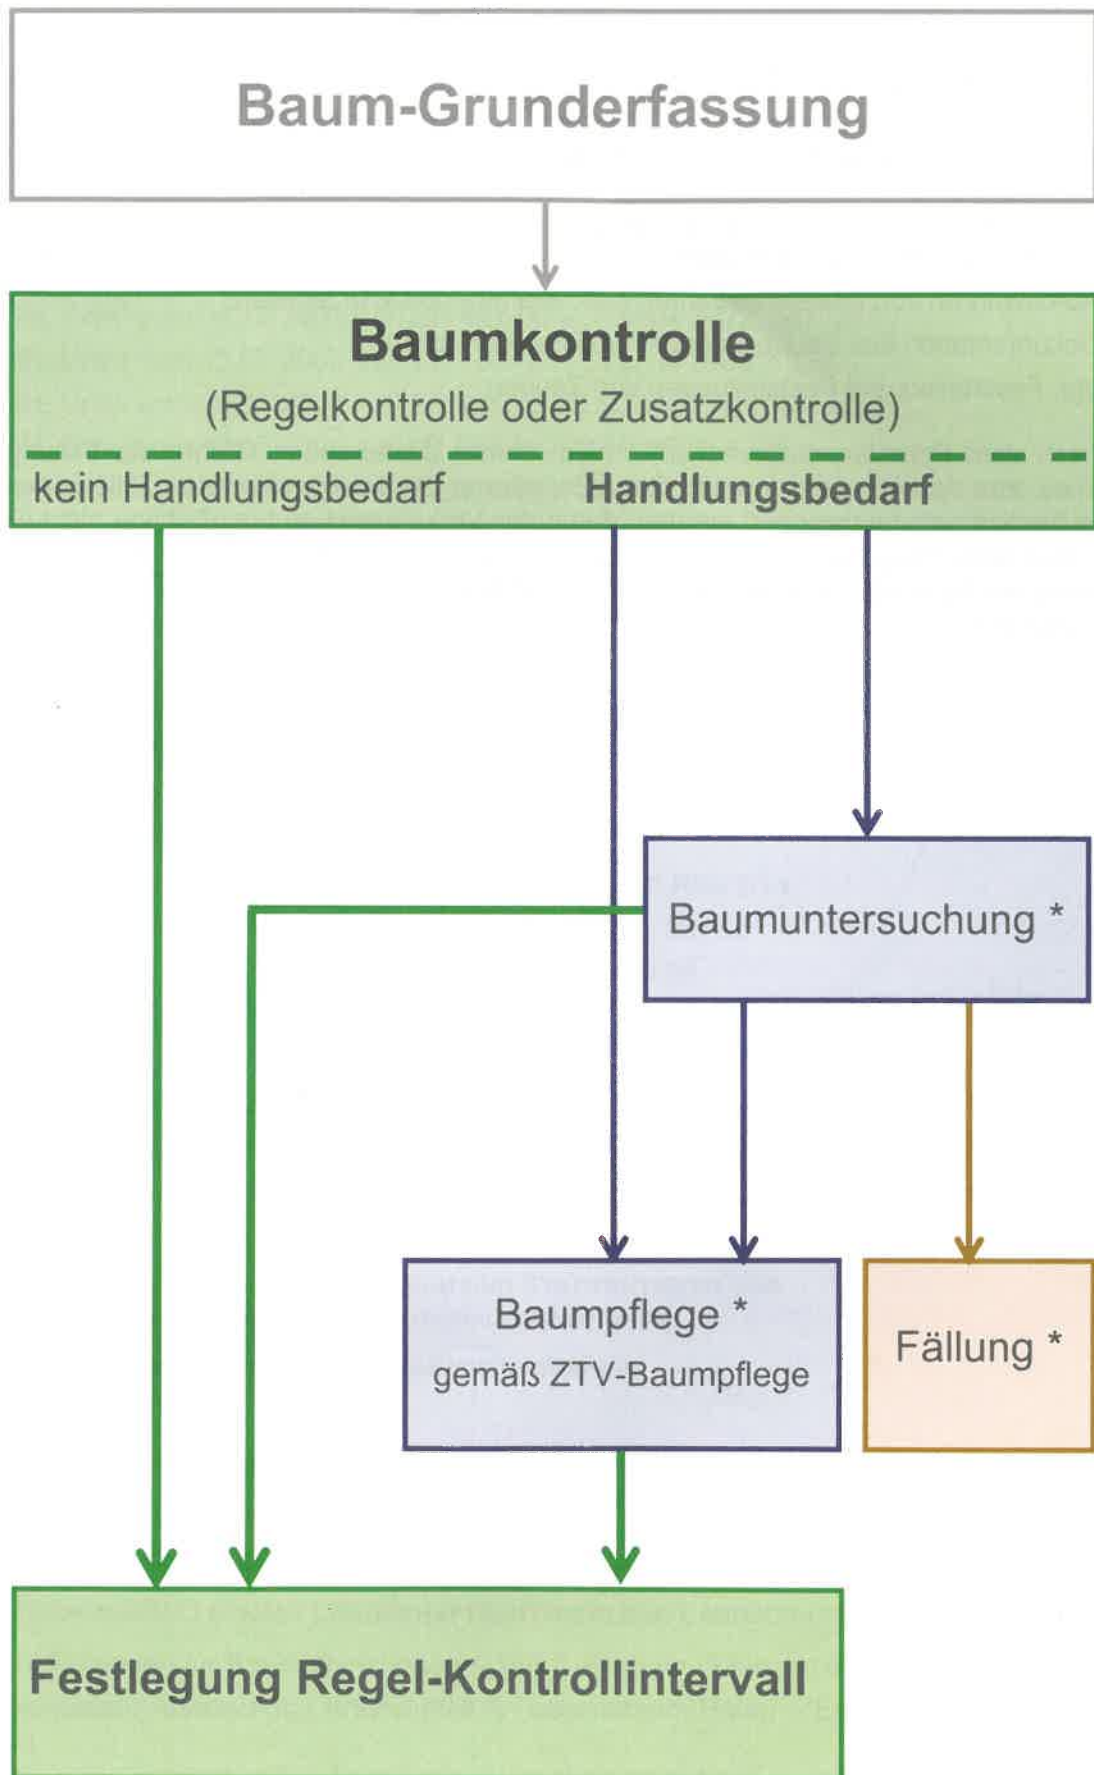 Baum-Grunderfassung
Baumkontrolle
(Regelkontrolle oder Zusatzkontrolle)
kein Handlungsbedarf
Handlungsbedarf
Baumuntersuchung *
Baumpflege *
gemäß ZTV-Baumpflege
Fällung *
Festlegung Regel-Kontrollintervall